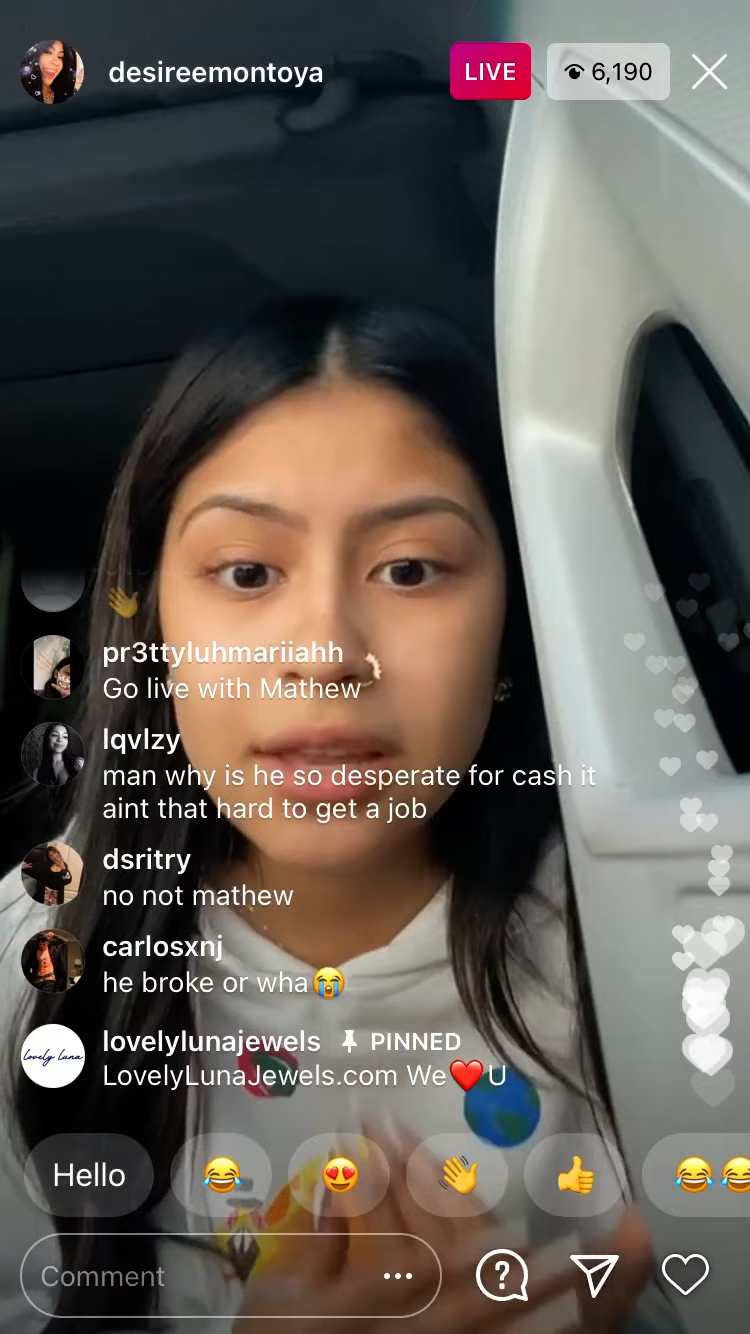 desireemontoya
LIVE
6,190
pr3ttyluhmariiahh
Go live with Mathew
lqvlzy
man why is he so desperate for cash it
aint that hard to get a job
dsritry
no not mathew
carlosxnj
he broke or wha😭
lovely luna
lovelylunajewels PINNED
LovelyLunaJewels.com We❤️U
Hello
Comment